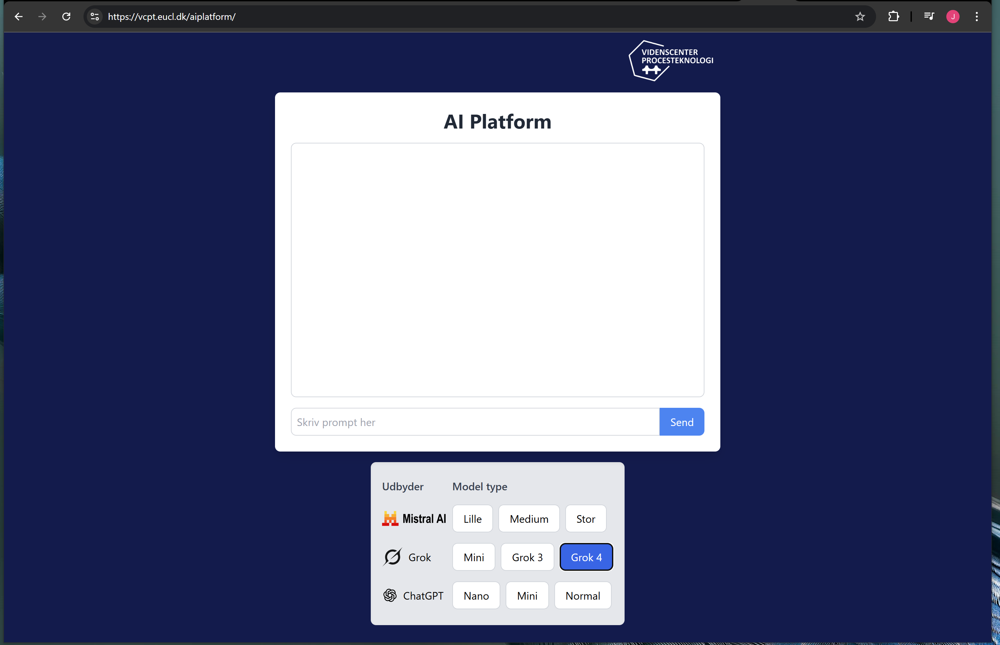 https://vcpt.eucl.dk/aiplatform/
J
VIDENSCENTER
PROCESTEKNOLOGI
AI Platform
Skriv prompt her
Send
Udbyder Model type
Mistral AI Lille Medium Stor
Grok Mini Grok 3 Grok 4
ChatGPT Nano Mini Normal